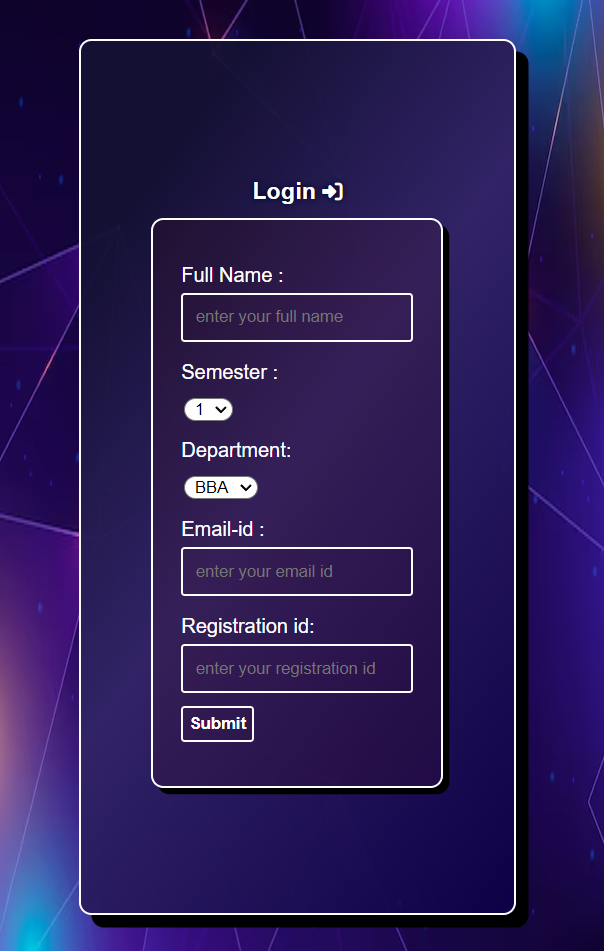 Login
Full Name :
enter your full name
Semester :
1
Department:
BBA
Email-id :
enter your email id
Registration id:
enter your registration id
Submit